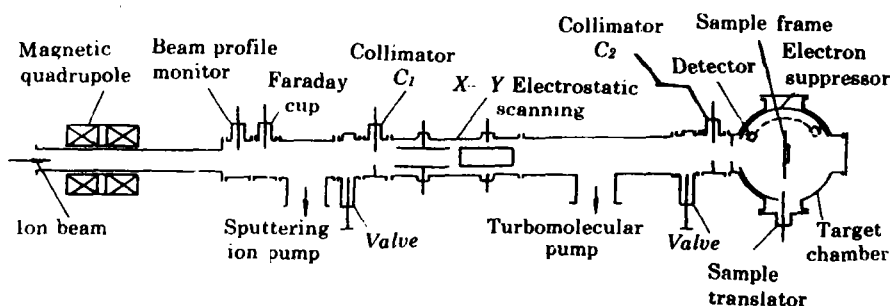 Magnetic
quadrupole
Beam profile
monitor
Faraday
cup
Collimator
C1
X-- Y Electrostatic
scanning
Collimator
C2
Detector
Sample frame
Electron
suppressor
Ion beam
Sputtering
ion pump
Valve
Turbomolecular
pump
Valve
Sample
translator
Target
chamber